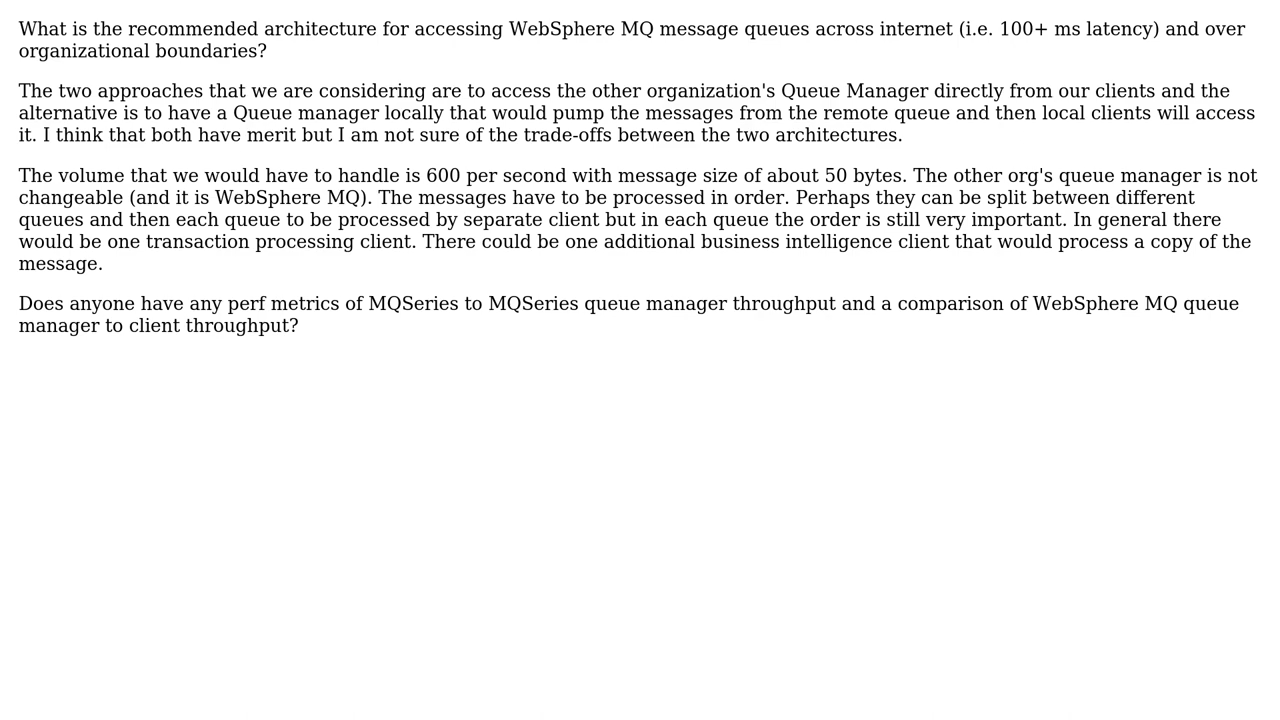 What is the recommended architecture for accessing WebSphere MQ message queues across internet (i.e. 100+ ms latency) and over
organizational boundaries?
The two approaches that we are considering are to access the other organization's Queue Manager directly from our clients and the
alternative is to have a Queue manager locally that would pump the messages from the remote queue and then local clients will access
it. I think that both have merit but I am not sure of the trade-offs between the two architectures.
The volume that we would have to handle is 600 per second with message size of about 50 bytes. The other org's queue manager is not
changeable (and it is WebSphere MQ). The messages have to be processed in order. Perhaps they can be split between different
queues and then each queue to be processed by separate client but in each queue the order is still very important. In general there
would be one transaction processing client. There could be one additional business intelligence client that would process a copy of the
message.
Does anyone have any perf metrics of MQSeries to MQSeries queue manager throughput and a comparison of WebSphere MQ queue
manager to client throughput?